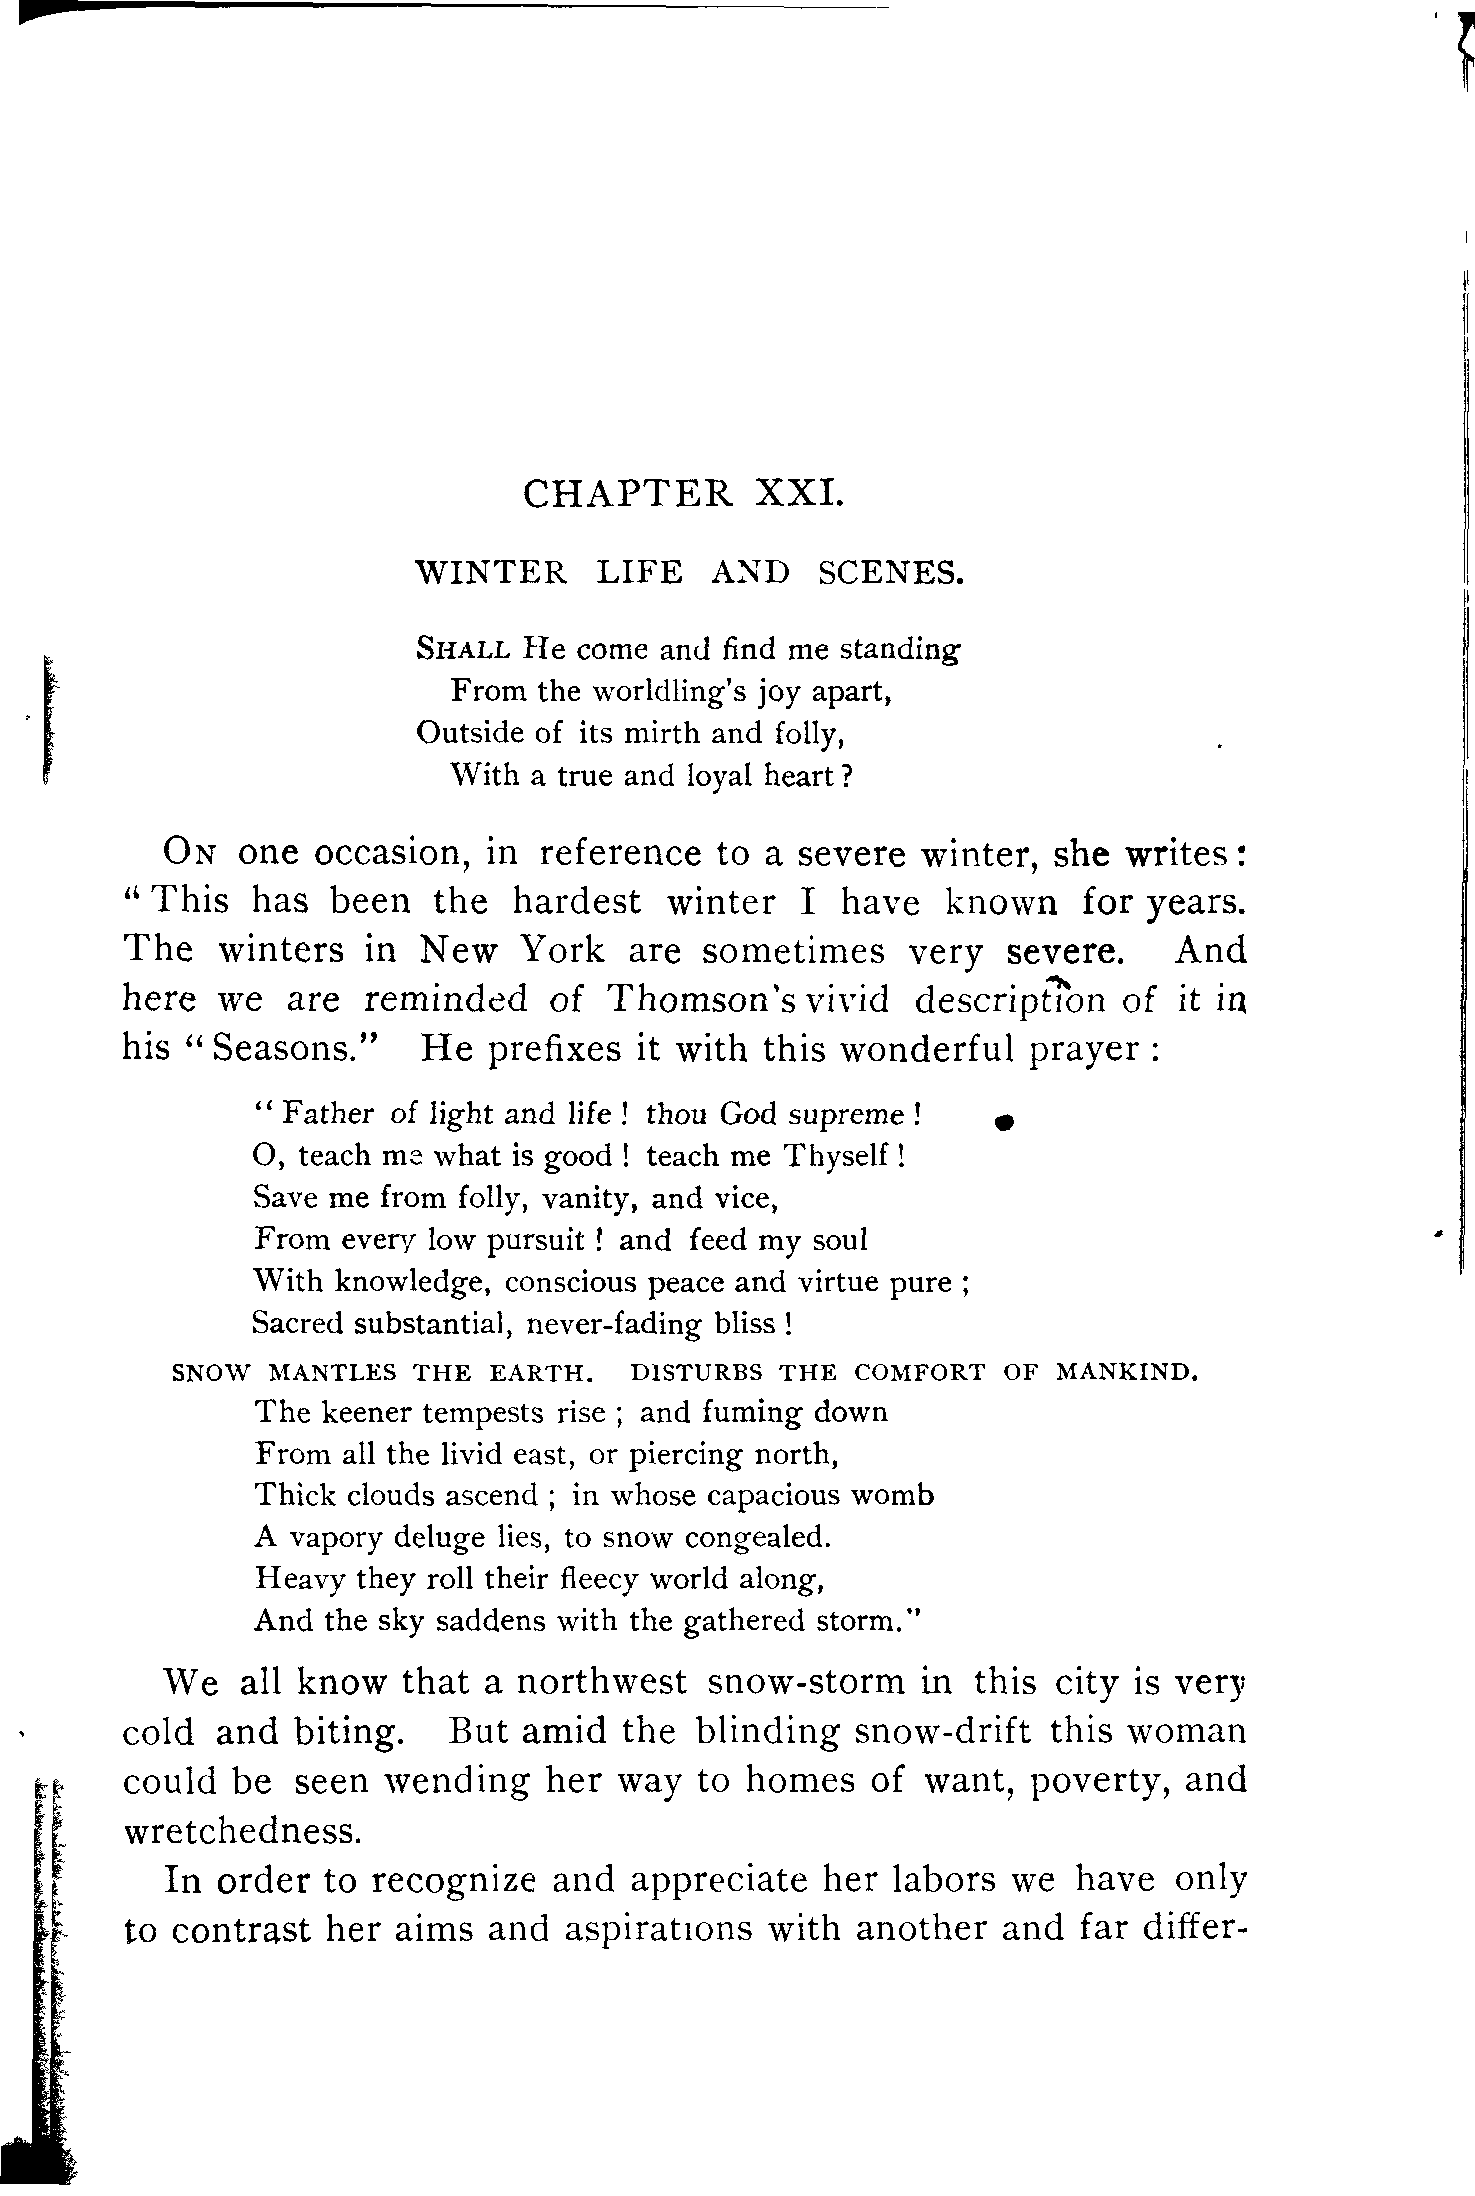 CHAPTER XXI.
WINTER LIFE AND SCENES.
SHALL He come and find me standing
From the worldling's joy apart,
Outside of its mirth and folly,
With a true and loyal heart?
ON one occasion, in reference to a severe winter, she writes:
"This has been the hardest winter I have known for years.
The winters in New York are sometimes very severe. And
here we are reminded of Thomson's vivid description of it in
his "Seasons." He prefixes it with this wonderful prayer:
"Father of light and life! thou God supreme!
O, teach me what is good! teach me Thyself!
Save me from folly, vanity, and vice,
From every low pursuit! and feed my soul
With knowledge, conscious peace and virtue pure;
Sacred substantial, never-fading bliss!
SNOW MANTLES THE EARTH. DISTURBS THE COMFORT OF MANKIND.
The keener tempests rise; and fuming down
From all the livid east, or piercing north,
Thick clouds ascend; in whose capacious womb
A vapory deluge lies, to snow congealed.
Heavy they roll their fleecy world along,
And the sky saddens with the gathered storm."
We all know that a northwest snow-storm in this city is very
cold and biting. But amid the blinding snow-drift this woman
could be seen wending her way to homes of want, poverty, and
wretchedness.
In order to recognize and appreciate her labors we have only
to contrast her aims and aspirations with another and far differ-